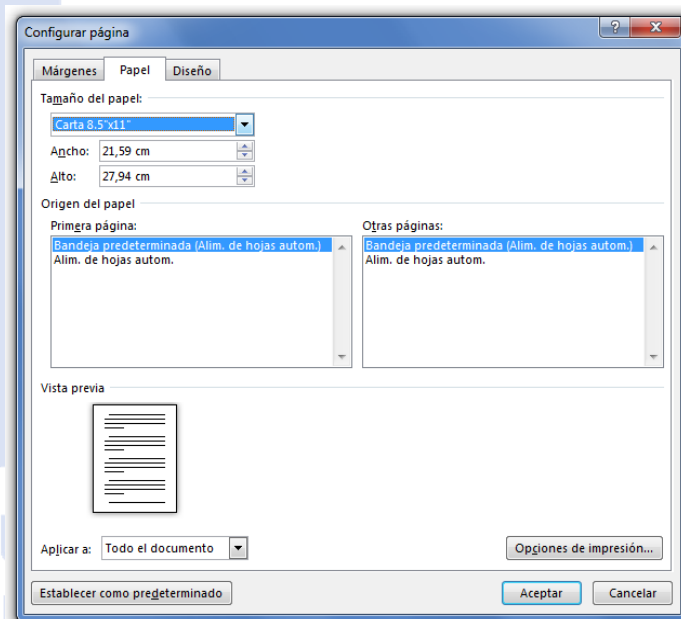 Configurar página
Márgenes Papel Diseño
Tamaño del papel:
Carta 8.5"x11"
Ancho: 21,59 cm
Alto: 27,94 cm
Origen del papel
Primera página: Otras páginas:
Bandeja predeterminada (Alim. de hojas autom.) Bandeja predeterminada (Alim. de hojas autom.)
Alim. de hojas autom. Alim. de hojas autom.
Vista previa
Aplicar a: Todo el documento Opciones de impresión...
Establecer como predeterminado Aceptar Cancelar